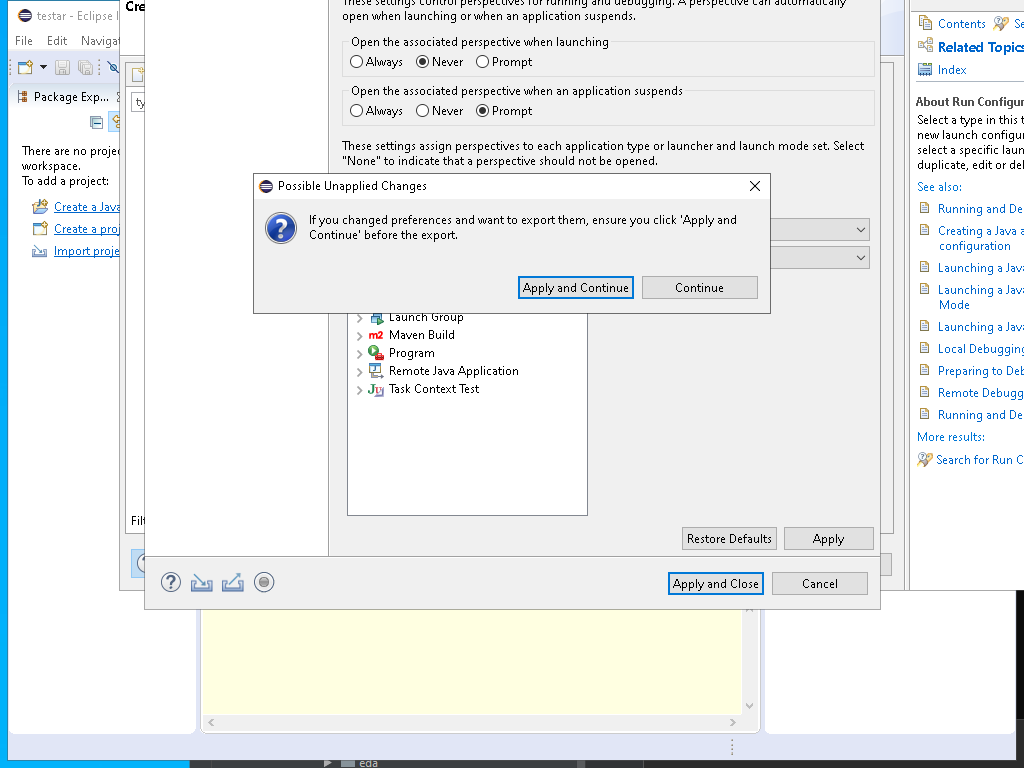 testar - Eclipse I
File Edit Navigat
Package Exp...
There are no proje
workspace.
To add a project:
Create a Java
Create a proj
Import proje
Cre
ty
Filt
These settings control perspectives for running and debugging. A perspective can automatically
open when launching or when an application suspends.
Open the associated perspective when launching
Always Never Prompt
Open the associated perspective when an application suspends
Always Never Prompt
These settings assign perspectives to each application type or launcher and launch mode set. Select
"None" to indicate that a perspective should not be opened.
Possible Unapplied Changes
If you changed preferences and want to export them, ensure you click 'Apply and
Continue' before the export.
Apply and Continue Continue
Launch Group
m2 Maven Build
Program
Remote Java Application
Task Context Test
Restore Defaults Apply
Apply and Close Cancel
Contents Se
Related Topics
Index
About Run Configur
Select a type in this t
new launch configu
select a specific laun
duplicate, edit or del
See also:
Running and De
Creating a Java a
configuration
Launching a Java
Launching a Java
Mode
Launching a Java
Local Debugging
Preparing to Deb
Remote Debugg
Running and De
More results:
Search for Run C
eda